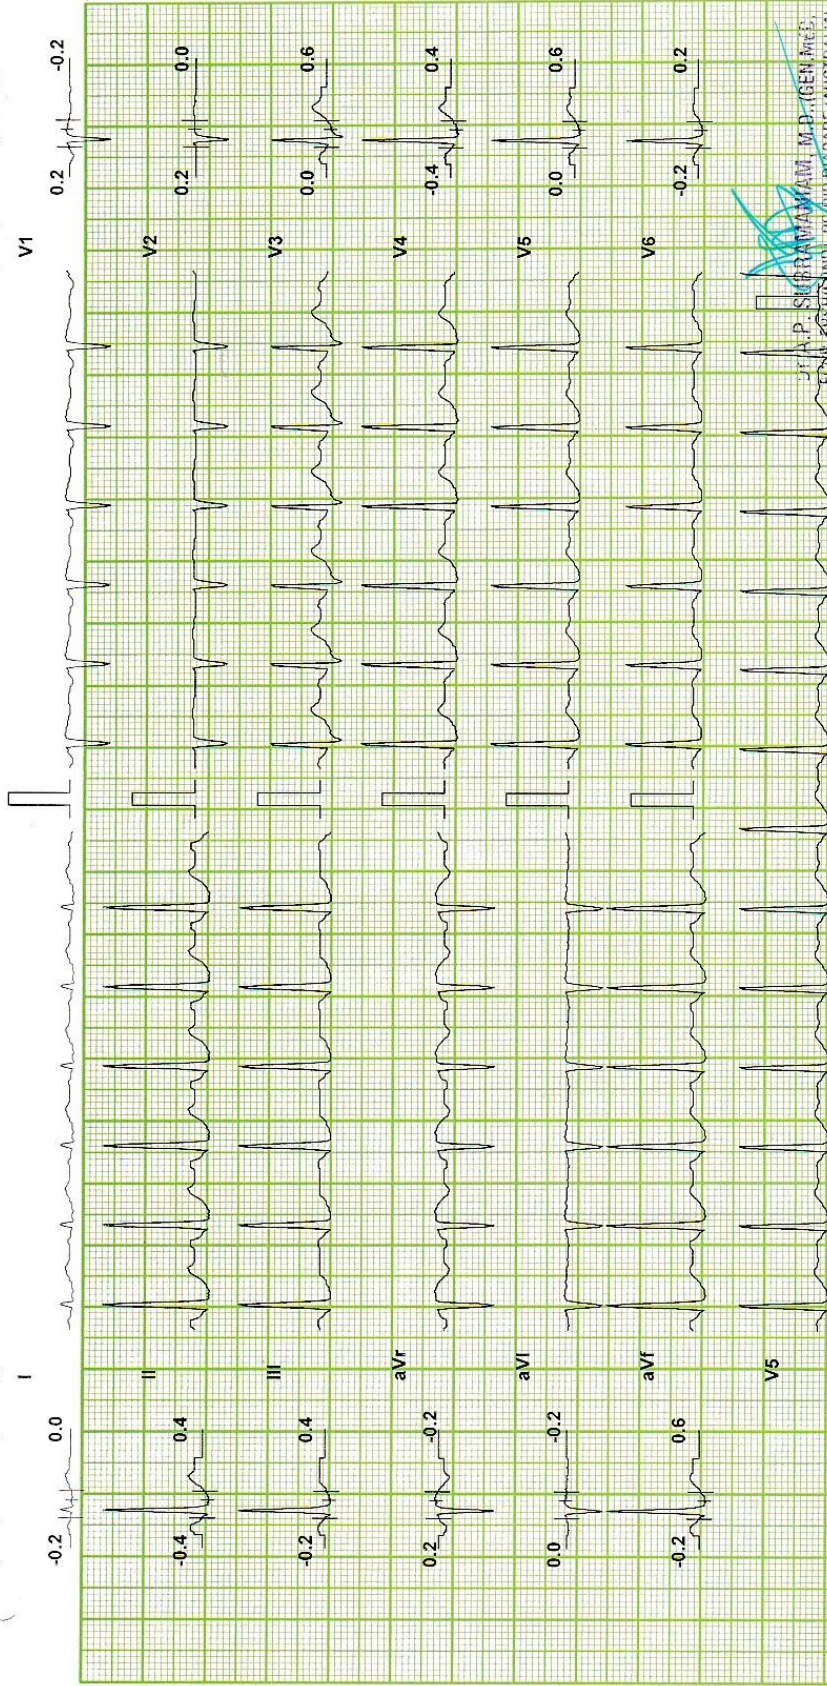 I V1
-0.2 0.0 0.2 -0.2
II V2
-0.4 0.4 0.2 0.0
III V3
-0.2 0.4 0.0 0.6
aVr V4
0.2 -0.2 -0.4 0.4
aVl V5
0.0 -0.2 0.0 0.6
aVf V6
-0.2 0.6 -0.2 0.2
V5
A.P. SUBRAMANIAM, M.D.,(GEN.MED),